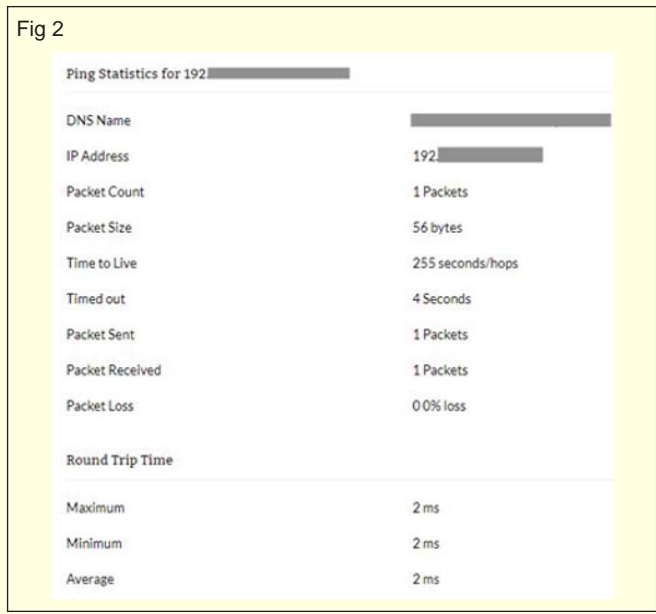 Fig 2
Ping Statistics for 192.
DNS Name
IP Address 192.
Packet Count 1 Packets
Packet Size 56 bytes
Time to Live 255 seconds/hops
Timed out 4 Seconds
Packet Sent 1 Packets
Packet Received 1 Packets
Packet Loss 0 0% loss
Round Trip Time
Maximum 2 ms
Minimum 2 ms
Average 2 ms